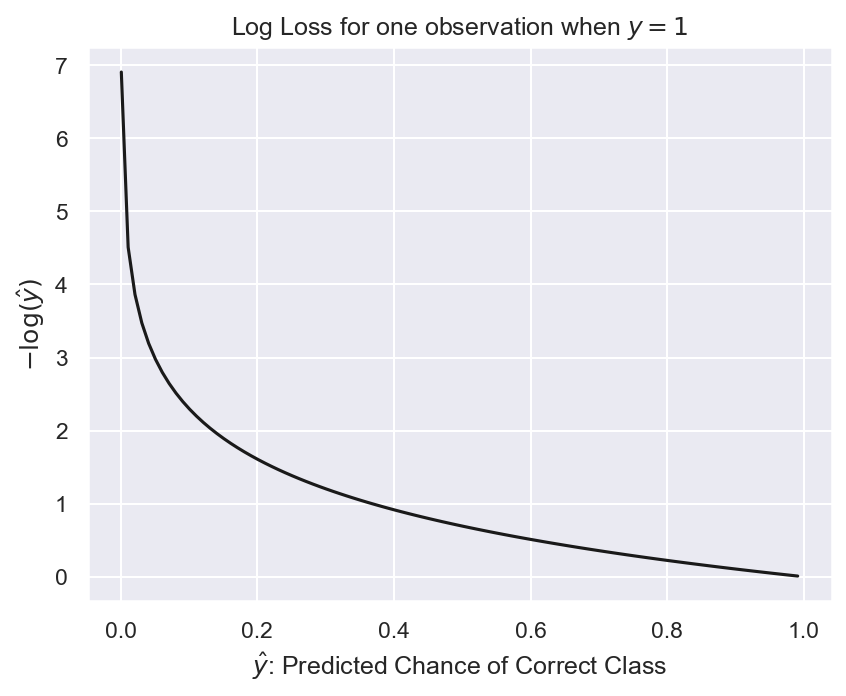 Log Loss for one observation when y = 1
7
6
5
4
3
2
1
0
−log(ŷ)
0.0 0.2 0.4 0.6 0.8 1.0
ŷ: Predicted Chance of Correct Class